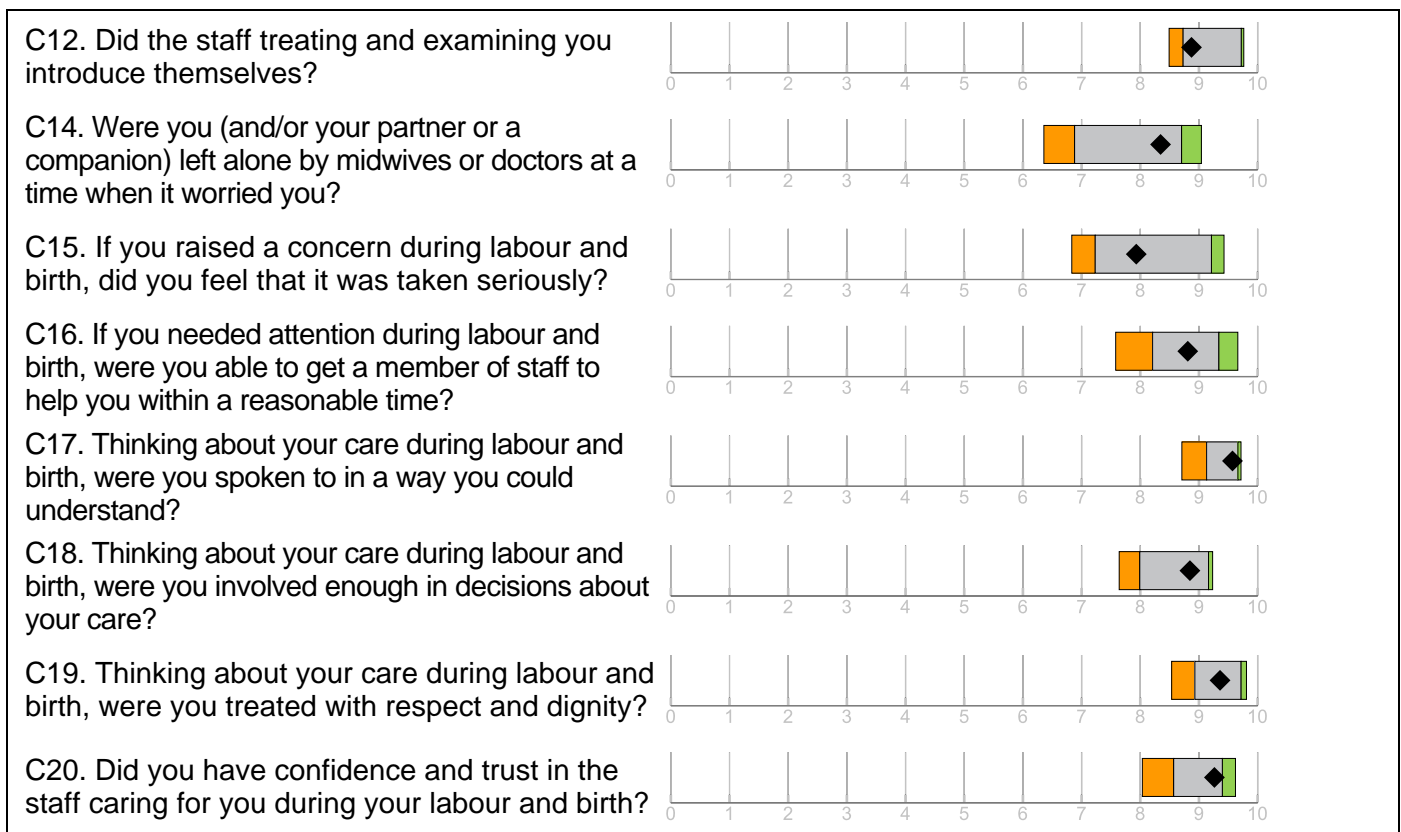 C12. Did the staff treating and examining you
introduce themselves?
0 1 2 3 4 5 6 7 8 9 10
C14. Were you (and/or your partner or a
companion) left alone by midwives or doctors at a
time when it worried you?
0 1 2 3 4 5 6 7 8 9 10
C15. If you raised a concern during labour and
birth, did you feel that it was taken seriously?
0 1 2 3 4 5 6 7 8 9 10
C16. If you needed attention during labour and
birth, were you able to get a member of staff to
help you within a reasonable time?
0 1 2 3 4 5 6 7 8 9 10
C17. Thinking about your care during labour and
birth, were you spoken to in a way you could
understand?
0 1 2 3 4 5 6 7 8 9 10
C18. Thinking about your care during labour and
birth, were you involved enough in decisions about
your care?
0 1 2 3 4 5 6 7 8 9 10
C19. Thinking about your care during labour and
birth, were you treated with respect and dignity?
0 1 2 3 4 5 6 7 8 9 10
C20. Did you have confidence and trust in the
staff caring for you during your labour and birth?
0 1 2 3 4 5 6 7 8 9 10